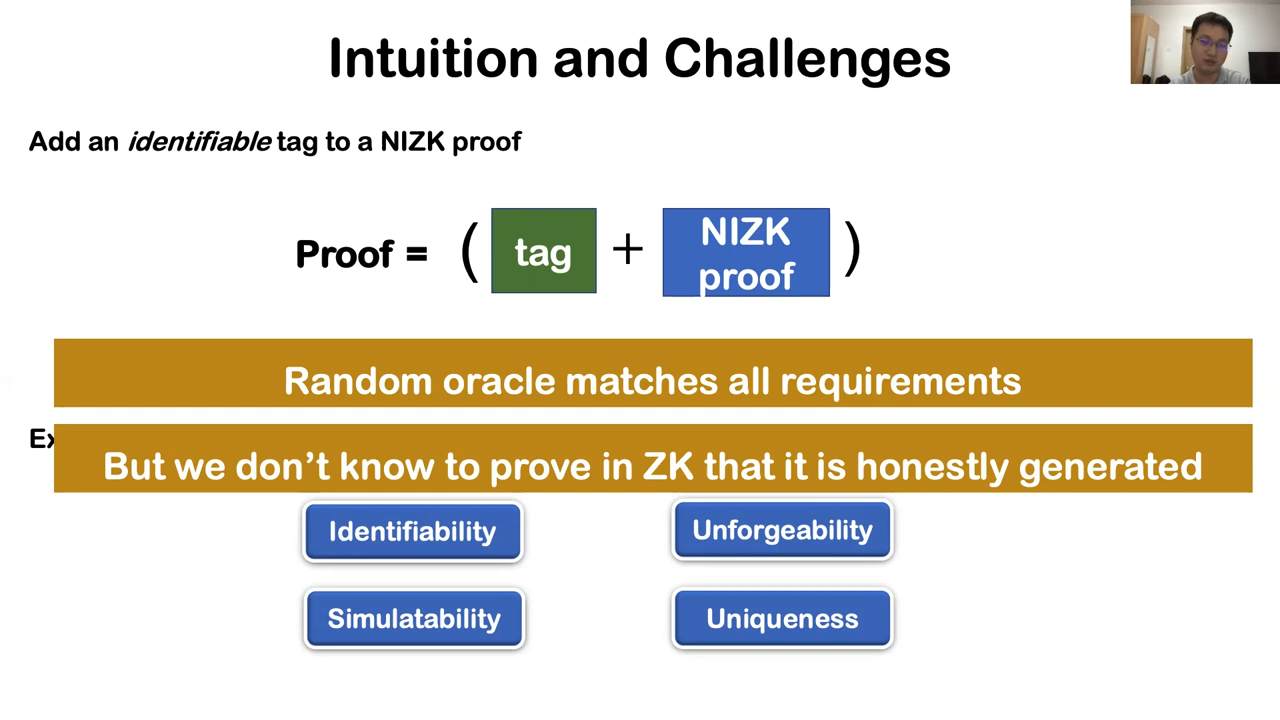 Intuition and Challenges
Add an identifiable tag to a NIZK proof
Proof = ( tag + NIZK proof )
Random oracle matches all requirements
Ex
But we don't know to prove in ZK that it is honestly generated
Identifiability
Unforgeability
Simulatability
Uniqueness